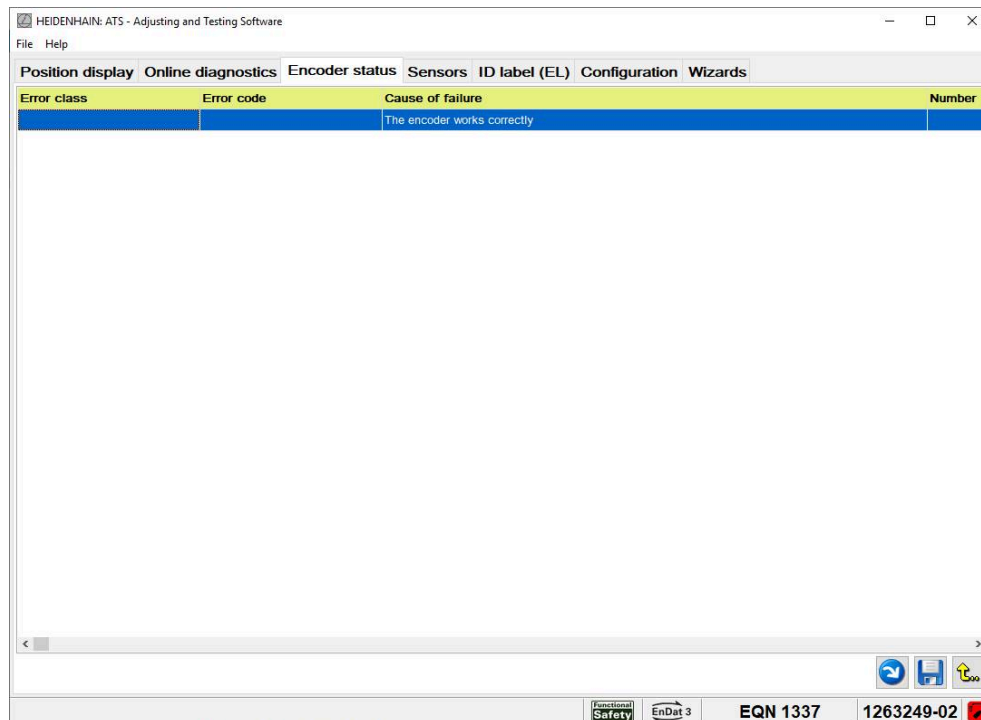 HEIDENHAIN: ATS - Adjusting and Testing Software
File Help
Position display Online diagnostics Encoder status Sensors ID label (EL) Configuration Wizards
Error class Error code Cause of failure Number
The encoder works correctly
Functional Safety EnDat 3 EQN 1337 1263249-02